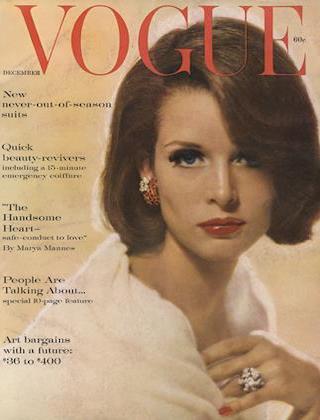 VOGUE
60¢
DECEMBER
New
never-out-of-season
suits
Quick
beauty-revivers
including a 15-minute
emergency coiffure
"The
Handsome
Heart–
safe-conduct to love"
By Marya Mannes
People Are
Talking About...
special 10-page feature
Art bargains
with a future:
$36 to $400